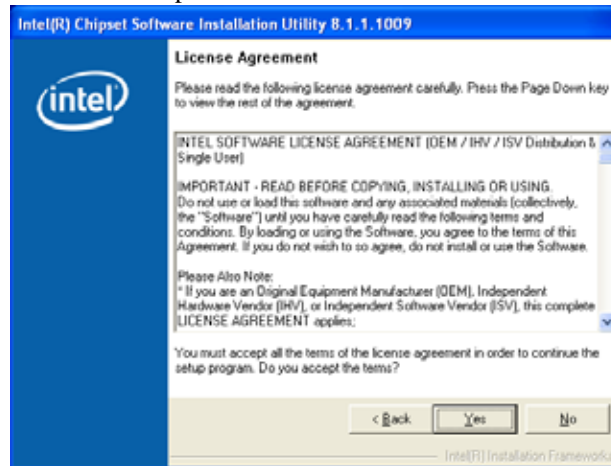 Intel(R) Chipset Software Installation Utility 8.1.1.1009
License Agreement
Please read the following license agreement carefully. Press the Page Down key
to view the rest of the agreement.
intel
INTEL SOFTWARE LICENSE AGREEMENT (OEM / IHV / ISV Distribution &
Single User)
IMPORTANT - READ BEFORE COPYING, INSTALLING OR USING.
Do not use or load this software and any associated materials (collectively,
the "Software") until you have carefully read the following terms and
conditions. By loading or using the Software, you agree to the terms of this
Agreement. If you do not wish to so agree, do not install or use the Software.
Please Also Note:
* If you are an Original Equipment Manufacturer (OEM), Independent
Hardware Vendor (IHV), or Independent Software Vendor (ISV), this complete
LICENSE AGREEMENT applies;
You must accept all the terms of the license agreement in order to continue the
setup program. Do you accept the terms?
< Back
Yes
No
Intel(R) Installation Framework